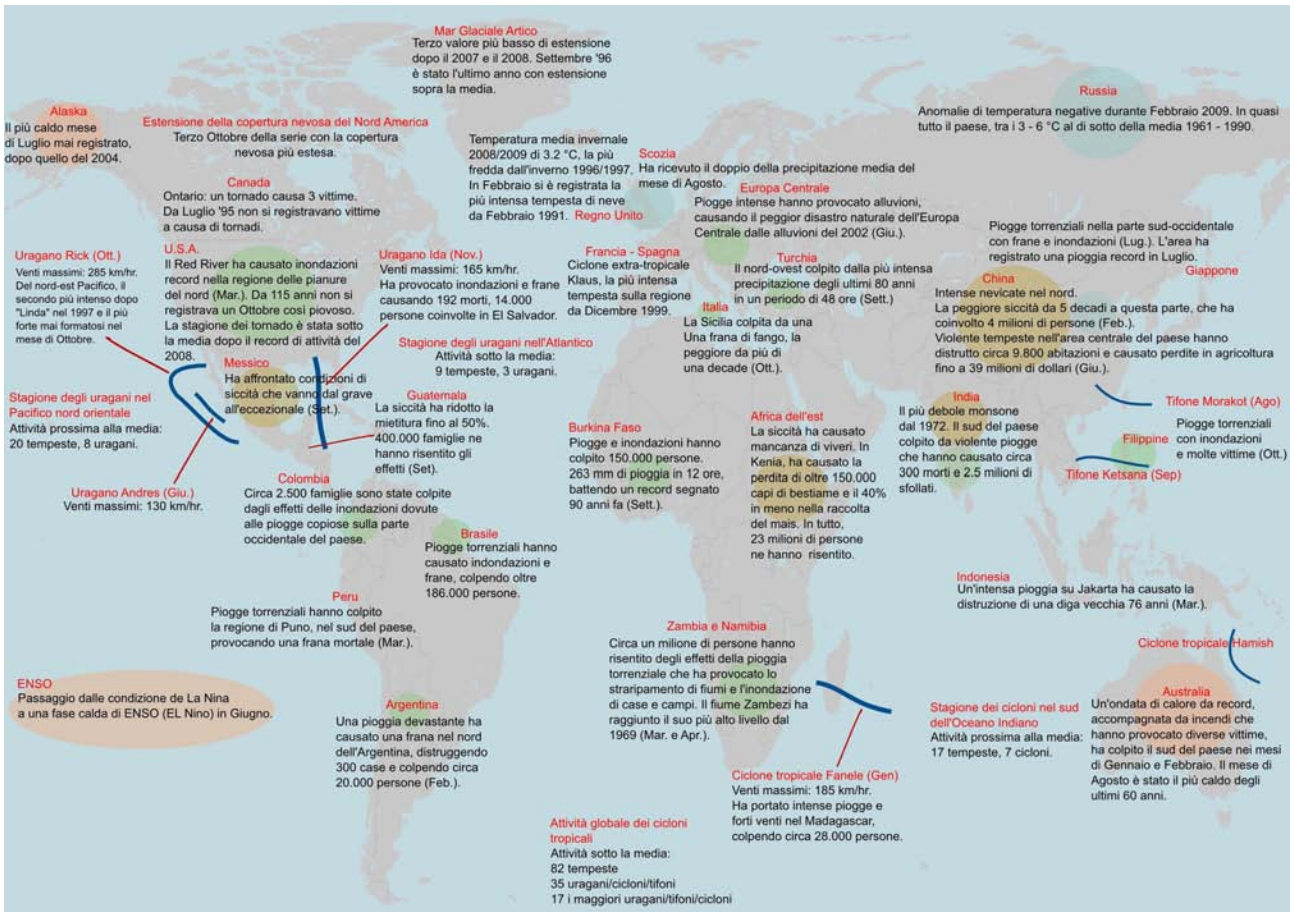 Mar Glaciale Artico
Terzo valore più basso di estensione
dopo il 2007 e il 2008. Settembre '96
è stato l'ultimo anno con estensione
sopra la media.
Alaska
Il più caldo mese
di Luglio mai registrato,
dopo quello del 2004.
Estensione della copertura nevosa del Nord America
Terzo Ottobre della serie con la copertura
nevosa più estesa.
Russia
Anomalie di temperatura negative durante Febbraio 2009. In quasi
tutto il paese, tra i 3 - 6 °C al di sotto della media 1961 - 1990.
Temperatura media invernale
2008/2009 di 3.2 °C, la più
fredda dall'inverno 1996/1997.
In Febbraio si è registrata la
più intensa tempesta di neve
da Febbraio 1991. Regno Unito
Scozia
Ha ricevuto il doppio della precipitazione media del
mese di Agosto.
Canada
Ontario: un tornado causa 3 vittime.
Da Luglio '95 non si registravano vittime
a causa di tornadi.
Europa Centrale
Piogge intense hanno provocato alluvioni,
causando il peggior disastro naturale dell'Europa
Centrale dalle alluvioni del 2002 (Giu.).
Piogge torrenziali nella parte sud-occidentale
con frane e inondazioni (Lug.). L'area ha
registrato una pioggia record in Luglio.
Giappone
Uragano Rick (Ott.)
Venti massimi: 285 km/hr.
Del nord-est Pacifico, il
secondo più intenso dopo
"Linda" nel 1997 e il più
forte mai formatosi nel
mese di Ottobre.
U.S.A.
Il Red River ha causato inondazioni
record nella regione delle pianure
del nord (Mar.). Da 115 anni non si
registrava un Ottobre così piovoso.
La stagione dei tornado è stata sotto
la media dopo il record di attività del
2008.
Uragano Ida (Nov.)
Venti massimi: 165 km/hr.
Ha provocato inondazioni e frane
causando 192 morti, 14.000
persone coinvolte in El Salvador.
Francia - Spagna
Ciclone extra-tropicale
Klaus, la più intensa
tempesta sulla regione
da Dicembre 1999.
Turchia
Il nord-ovest colpito dalla più intensa
precipitazione degli ultimi 80 anni
in un periodo di 48 ore (Sett.)
China
Intense nevicate nel nord.
La peggiore siccità da 5 decadi a questa parte, che ha
coinvolto 4 milioni di persone (Feb.).
Violente tempeste nell'area centrale del paese hanno
distrutto circa 9.800 abitazioni e causato perdite in agricoltura
fino a 39 milioni di dollari (Giu.).
Italia
La Sicilia colpita da una
Una frana di fango, la
peggiore da più di
una decade (Ott.).
Stagione degli uragani nell'Atlantico
Attività sotto la media:
9 tempeste, 3 uragani.
Messico
Ha affrontato condizioni di
siccità che vanno dal grave
all'eccezionale (Set.).
Stagione degli uragani nel
Pacifico nord orientale
Attività prossima alla media:
20 tempeste, 8 uragani.
Guatemala
La siccità ha ridotto la
mietitura fino al 50%.
400.000 famiglie ne
hanno risentito gli
effetti (Set).
Burkina Faso
Piogge e inondazioni hanno
colpito 150.000 persone.
263 mm di pioggia in 12 ore,
battendo un record segnato
90 anni fa (Sett.).
Africa dell'est
La siccità ha causato
mancanza di viveri. In
Kenia, ha causato la
perdita di oltre 150.000
capi di bestiame e il 40%
in meno nella raccolta
del mais. In tutto,
23 milioni di persone
ne hanno risentito.
India
Il più debole monsone
dal 1972. Il sud del paese
colpito da violente piogge
che hanno causato circa
300 morti e 2.5 milioni di
sfollati.
Tifone Morakot (Ago)
Filippine
Piogge torrenziali
con inondazioni
e molte vittime (Ott.)
Tifone Ketsana (Sep)
Uragano Andres (Giu.)
Venti massimi: 130 km/hr.
Colombia
Circa 2.500 famiglie sono state colpite
dagli effetti delle inondazioni dovute
alle piogge copiose sulla parte
occidentale del paese.
Brasile
Piogge torrenziali hanno
causato indondazioni e
frane, colpendo oltre
186.000 persone.
Indonesia
Un'intensa pioggia su Jakarta ha causato la
distruzione di una diga vecchia 76 anni (Mar.).
Peru
Piogge torrenziali hanno colpito
la regione di Puno, nel sud del paese,
provocando una frana mortale (Mar.).
Zambia e Namibia
Circa un milione di persone hanno
risentito degli effetti della pioggia
torrenziale che ha provocato lo
straripamento di fiumi e l'inondazione
di case e campi. Il fiume Zambezi ha
raggiunto il suo più alto livello dal
1969 (Mar. e Apr.).
Ciclone tropicale Hamish
ENSO
Passaggio dalle condizione de La Nina
a una fase calda di ENSO (EL Nino) in Giugno.
Argentina
Una pioggia devastante ha
causato una frana nel nord
dell'Argentina, distruggendo
300 case e colpendo circa
20.000 persone (Feb.).
Stagione dei cicloni nel sud
dell'Oceano Indiano
Attività prossima alla media:
17 tempeste, 7 cicloni.
Australia
Un'ondata di calore da record,
accompagnata da incendi che
hanno provocato diverse vittime,
ha colpito il sud del paese nei mesi
di Gennaio e Febbraio. Il mese di
Agosto è stato il più caldo degli
ultimi 60 anni.
Ciclone tropicale Fanele (Gen)
Venti massimi: 185 km/hr.
Ha portato intense piogge e
forti venti nel Madagascar,
colpendo circa 28.000 persone.
Attività globale dei cicloni
tropicali
Attività sotto la media:
82 tempeste
35 uragani/cicloni/tifoni
17 i maggiori uragani/tifoni/cicloni